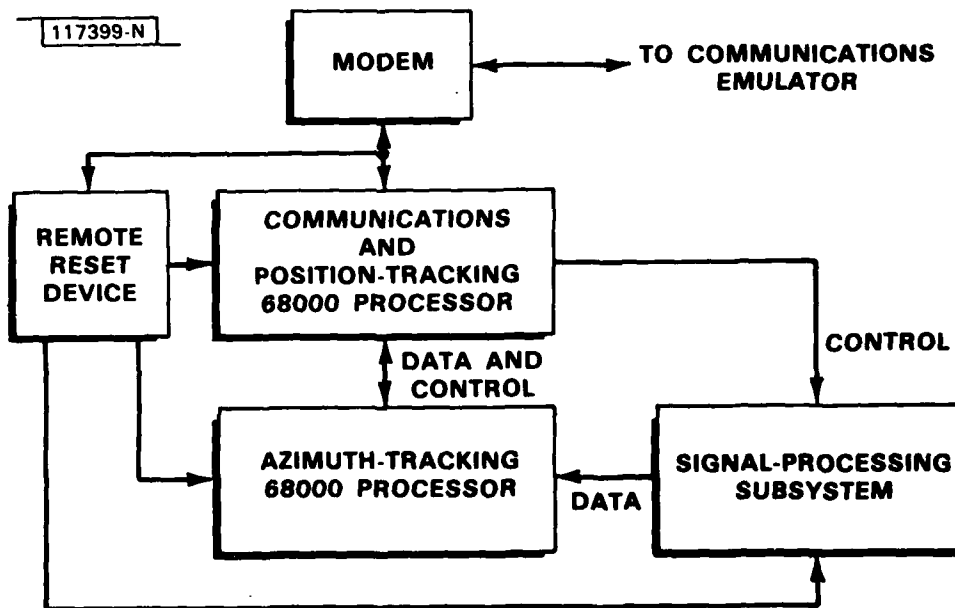 117399-N
MODEM
TO COMMUNICATIONS
EMULATOR
REMOTE
RESET
DEVICE
COMMUNICATIONS
AND
POSITION-TRACKING
68000 PROCESSOR
CONTROL
DATA AND
CONTROL
AZIMUTH-TRACKING
68000 PROCESSOR
DATA
SIGNAL-PROCESSING
SUBSYSTEM